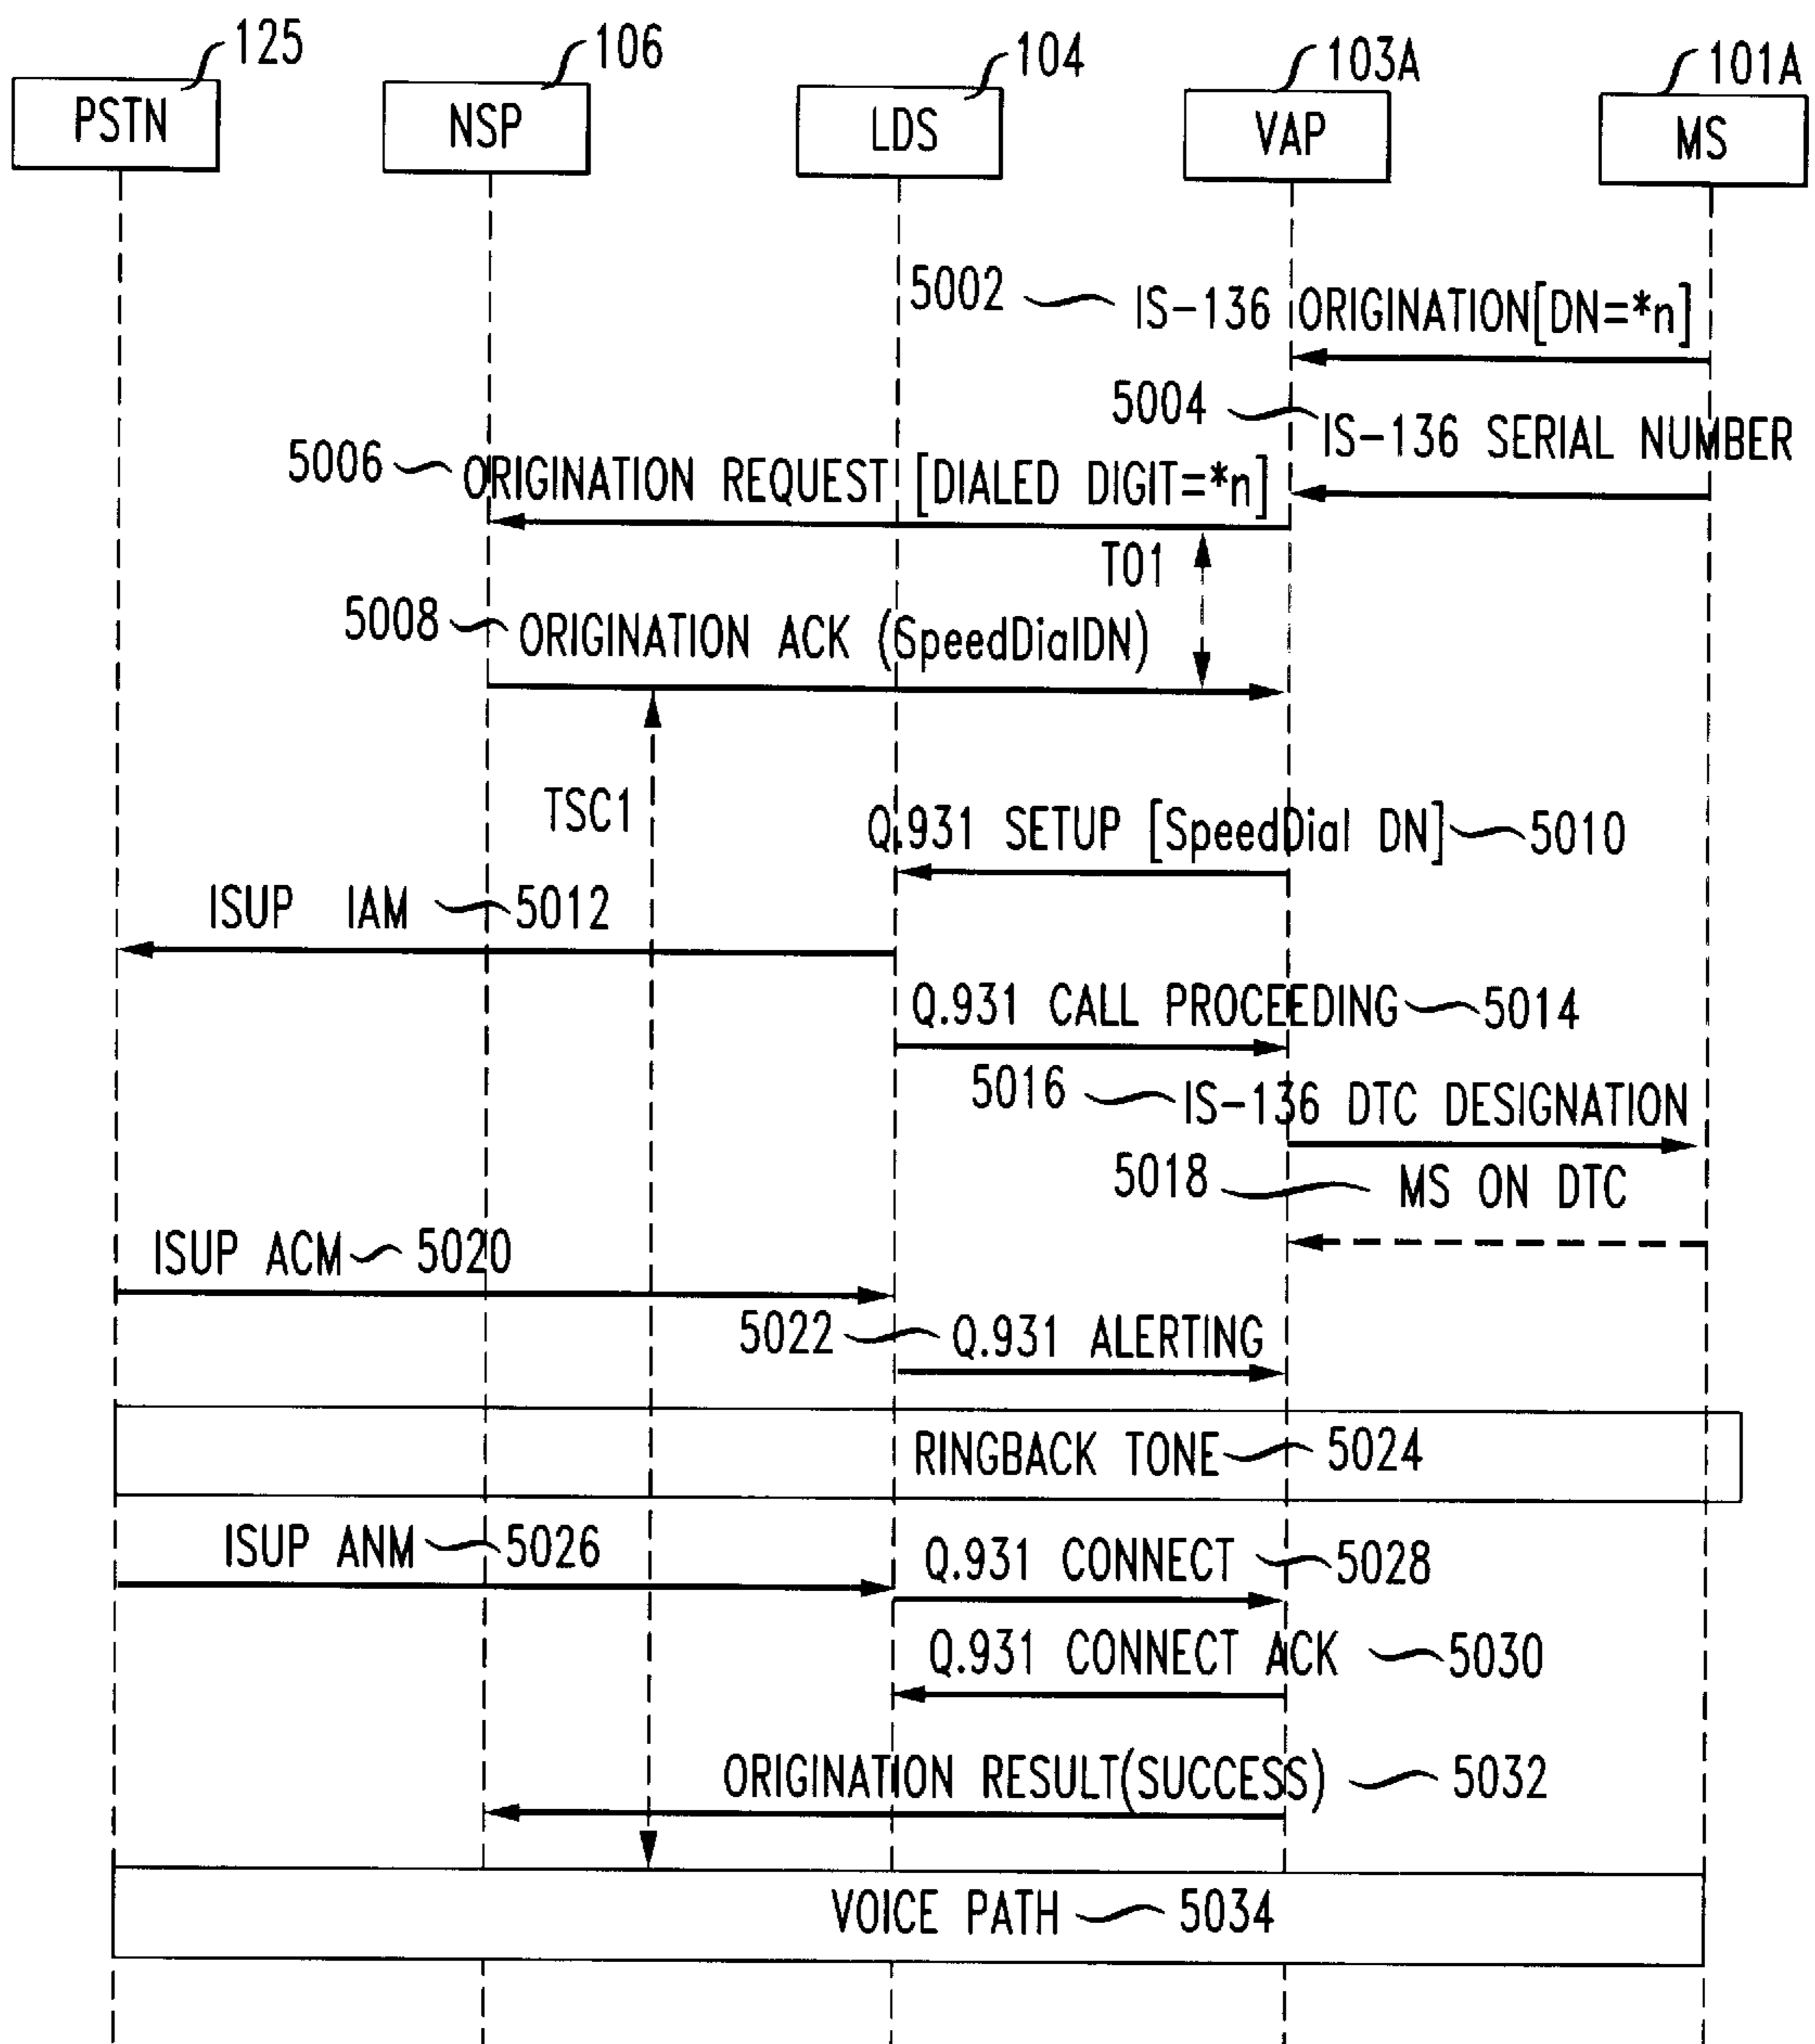 125
106
104
103A
101A
PSTN
NSP
LDS
VAP
MS
5002 IS-136 ORIGINATION[DN=*n]
5004 IS-136 SERIAL NUMBER
5006 ORIGINATION REQUEST [DIALED DIGIT=*n]
TO1
5008 ORIGINATION ACK (SpeedDialDN)
TSC1
Q.931 SETUP [SpeedDial DN] 5010
ISUP IAM 5012
Q.931 CALL PROCEEDING 5014
5016 IS-136 DTC DESIGNATION
5018 MS ON DTC
ISUP ACM 5020
5022 Q.931 ALERTING
RINGBACK TONE 5024
ISUP ANM 5026
Q.931 CONNECT 5028
Q.931 CONNECT ACK 5030
ORIGINATION RESULT(SUCCESS) 5032
VOICE PATH 5034